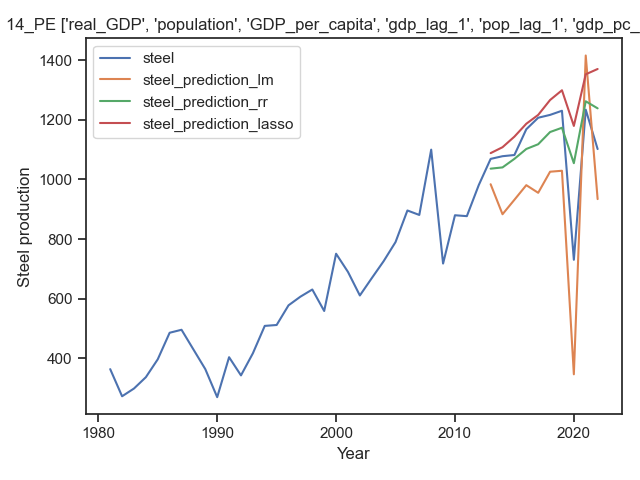 14_PE ['real_GDP', 'population', 'GDP_per_capita', 'gdp_lag_1', 'pop_lag_1', 'gdp_pc_
steel
steel_prediction_lm
steel_prediction_rr
steel_prediction_lasso
Steel production
1400
1200
1000
800
600
400
1980 1990 2000 2010 2020
Year